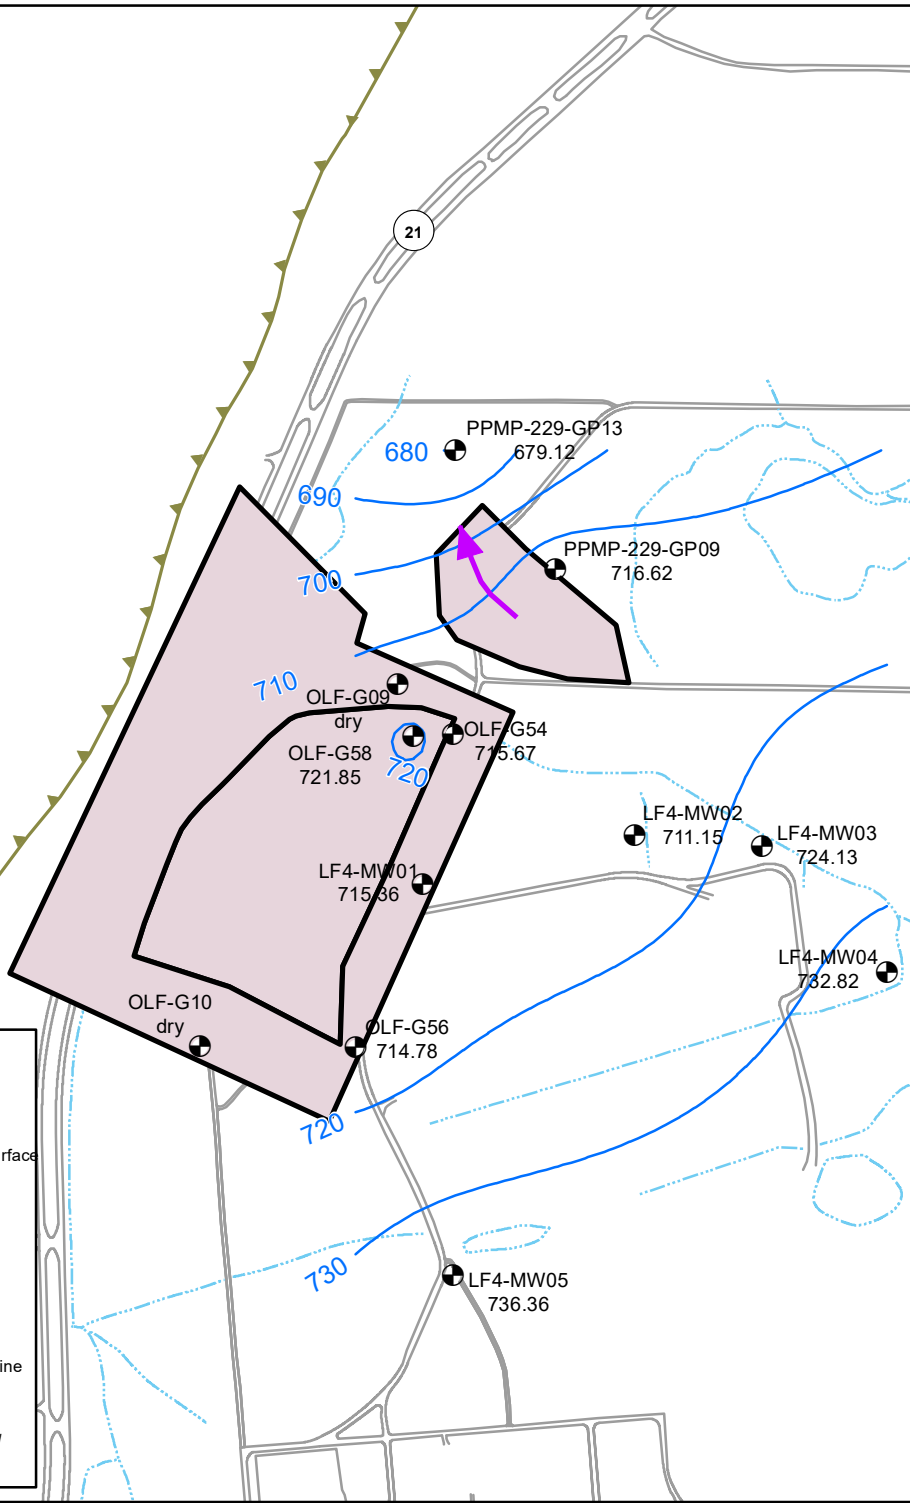 21
PPMP-229-GP13
679.12
680
690
PPMP-229-GP09
716.62
700
710
OLF-G09
dry
OLF-G54
715.67
OLF-G58
721.85
720
LF4-MW02
711.15
LF4-MW03
724.13
LF4-MW01
715.36
LF4-MW04
732.82
OLF-G10
dry
OLF-G56
714.78
720
rface
730
LF4-MW05
736.36
ine